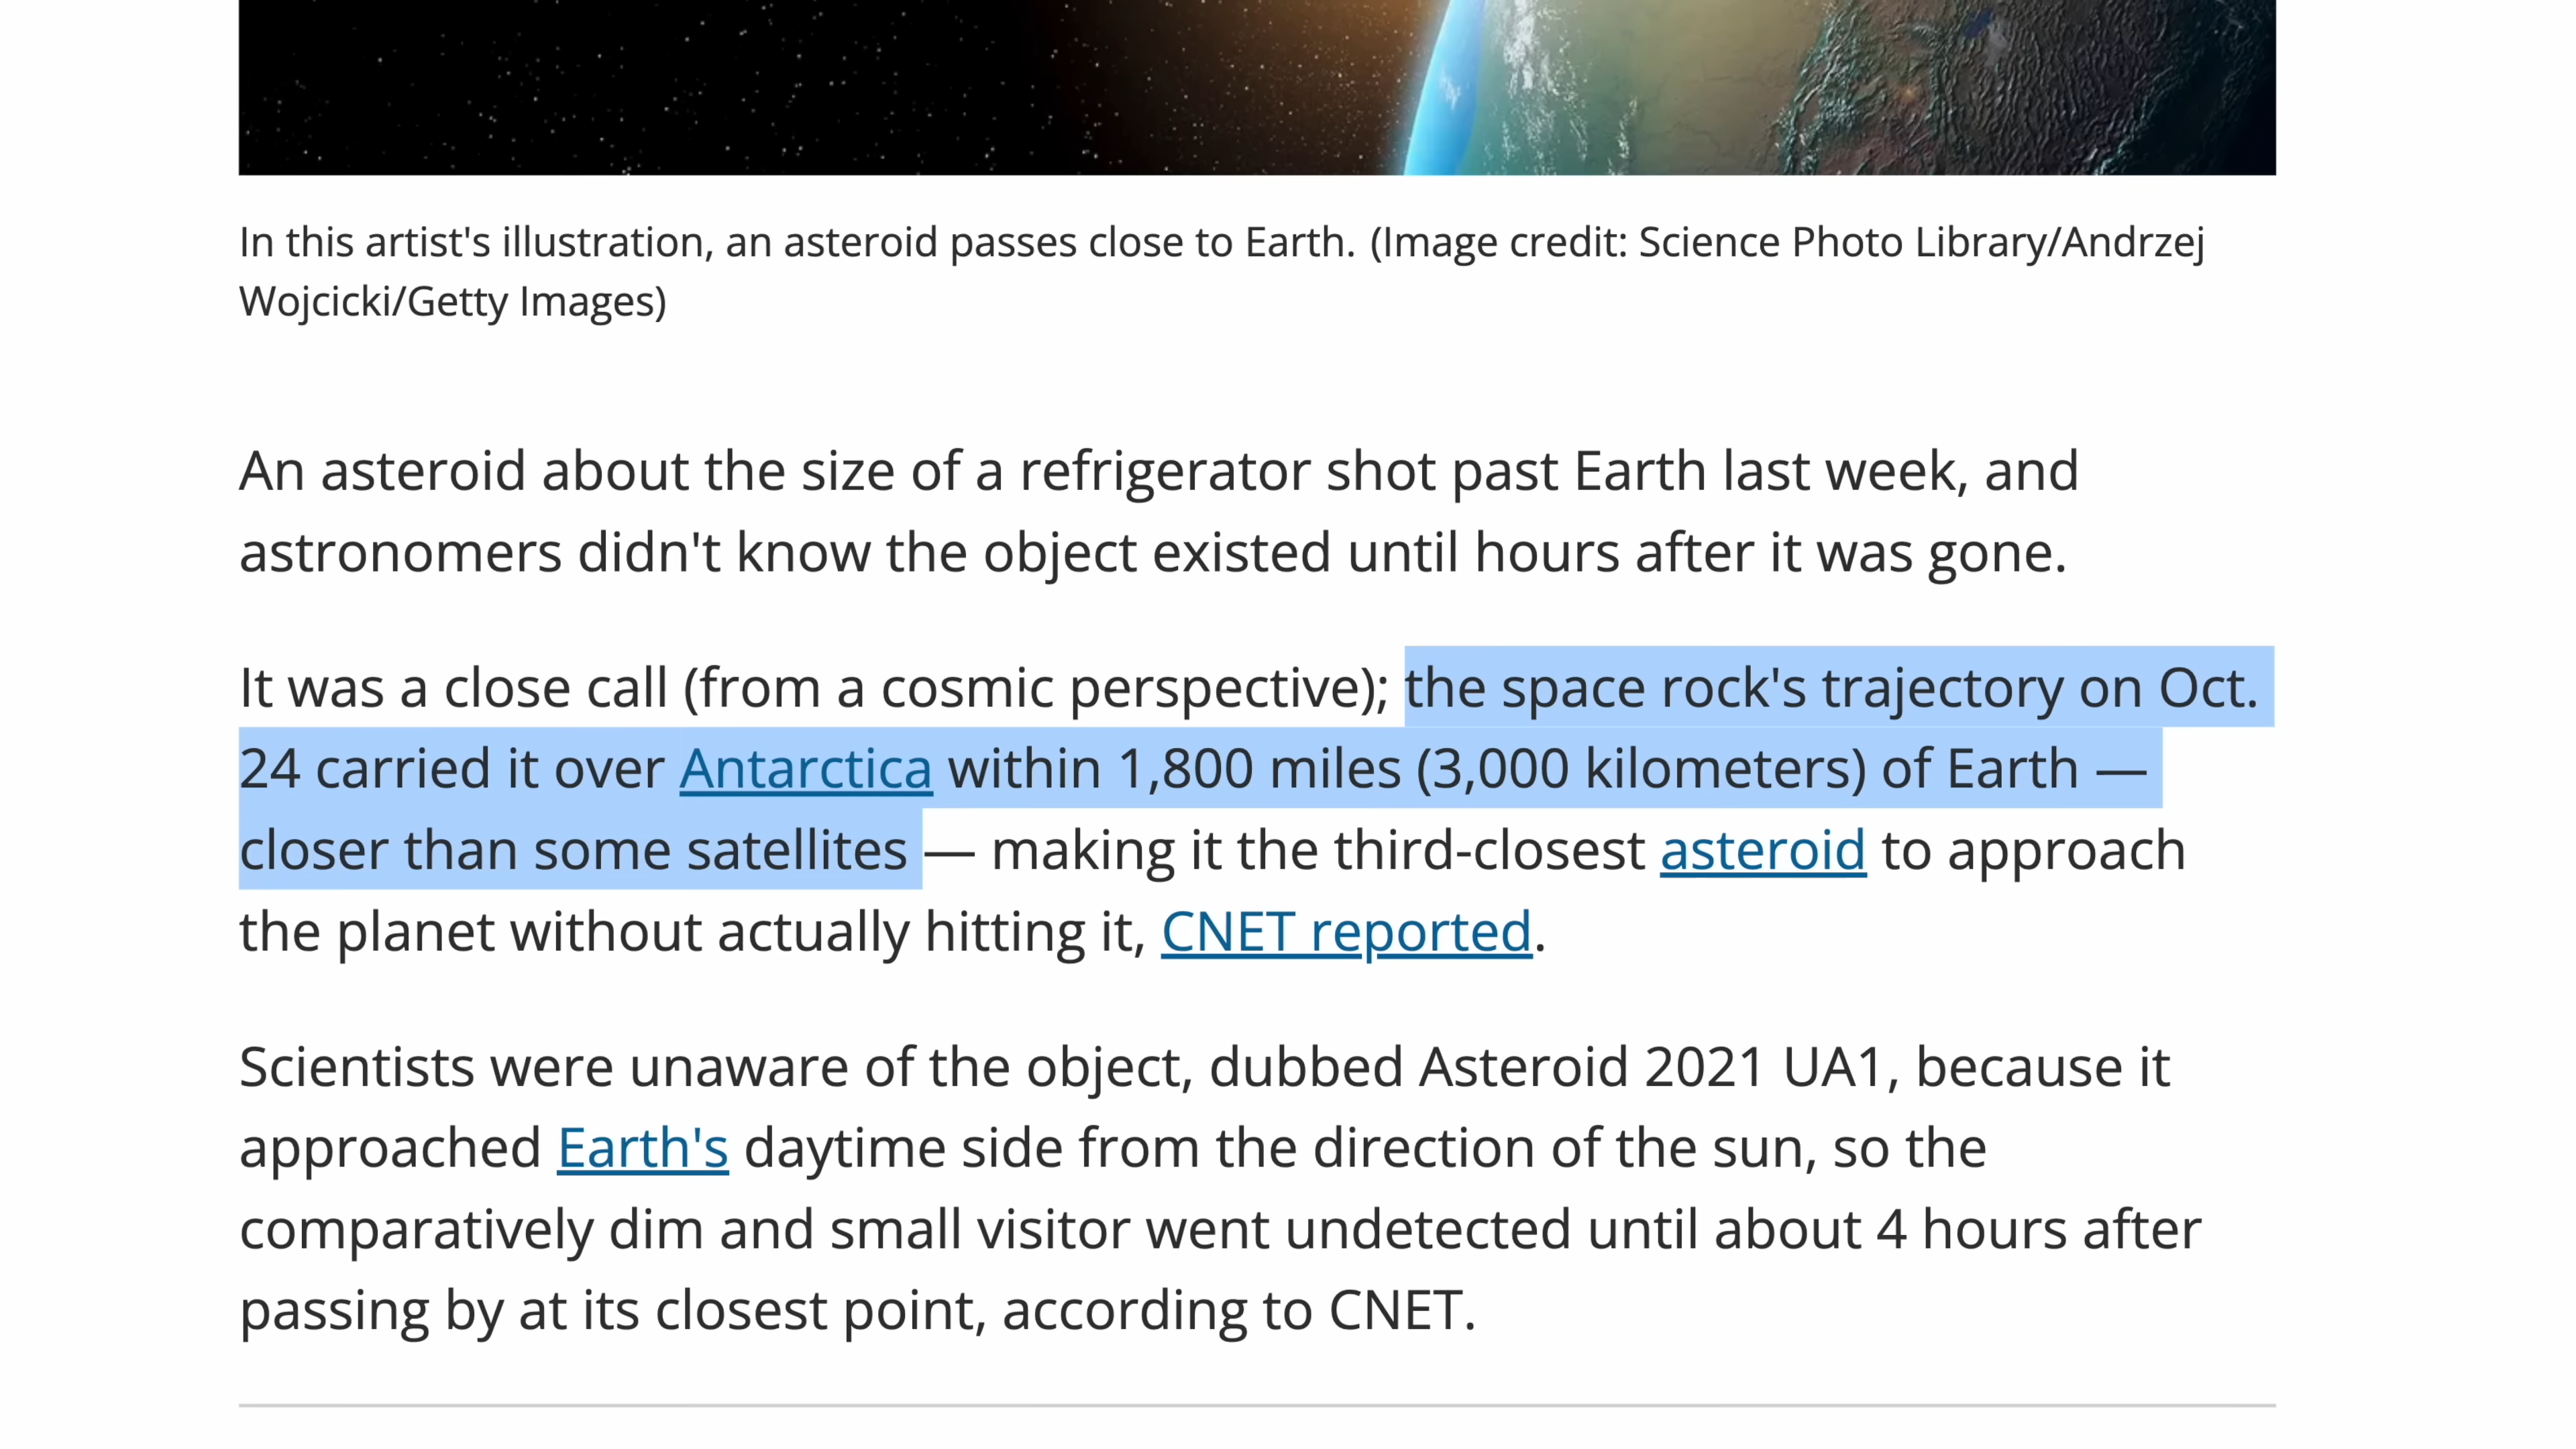 In this artist's illustration, an asteroid passes close to Earth. (Image credit: Science Photo Library/Andrzej
Wojcicki/Getty Images)
An asteroid about the size of a refrigerator shot past Earth last week, and
astronomers didn't know the object existed until hours after it was gone.
It was a close call (from a cosmic perspective); the space rock's trajectory on Oct.
24 carried it over Antarctica within 1,800 miles (3,000 kilometers) of Earth —
closer than some satellites — making it the third-closest asteroid to approach
the planet without actually hitting it, CNET reported.
Scientists were unaware of the object, dubbed Asteroid 2021 UA1, because it
approached Earth's daytime side from the direction of the sun, so the
comparatively dim and small visitor went undetected until about 4 hours after
passing by at its closest point, according to CNET.